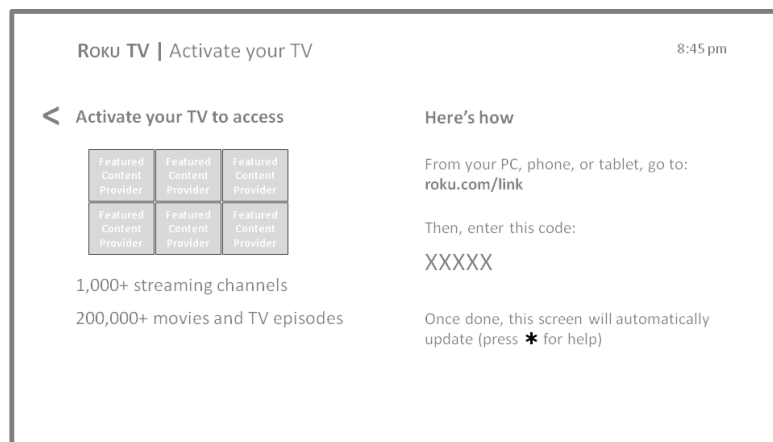 ROKU TV | Activate your TV
8:45 pm
< Activate your TV to access
Featured Content Provider
Featured Content Provider
Featured Content Provider
Featured Content Provider
Featured Content Provider
Featured Content Provider
1,000+ streaming channels
200,000+ movies and TV episodes
Here's how
From your PC, phone, or tablet, go to:
roku.com/link
Then, enter this code:
XXXXX
Once done, this screen will automatically
update (press * for help)